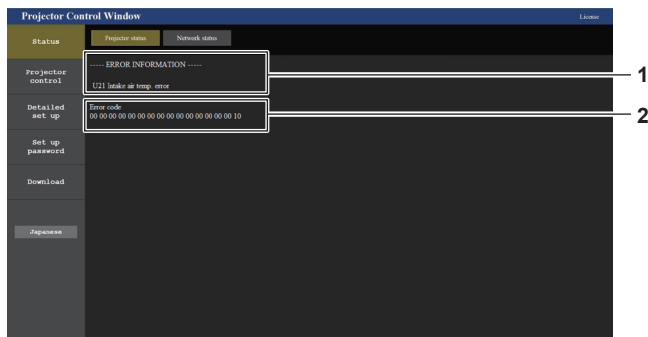 Projector Control Window
License
Status
Projector status
Network status
----- ERROR INFORMATION -----
U21 Intake air temp. error
1
Projector
control
Error code
00 00 00 00 00 00 00 00 00 00 00 00 00 00 00 10
2
Detailed
set up
Set up
password
Download
Japanese